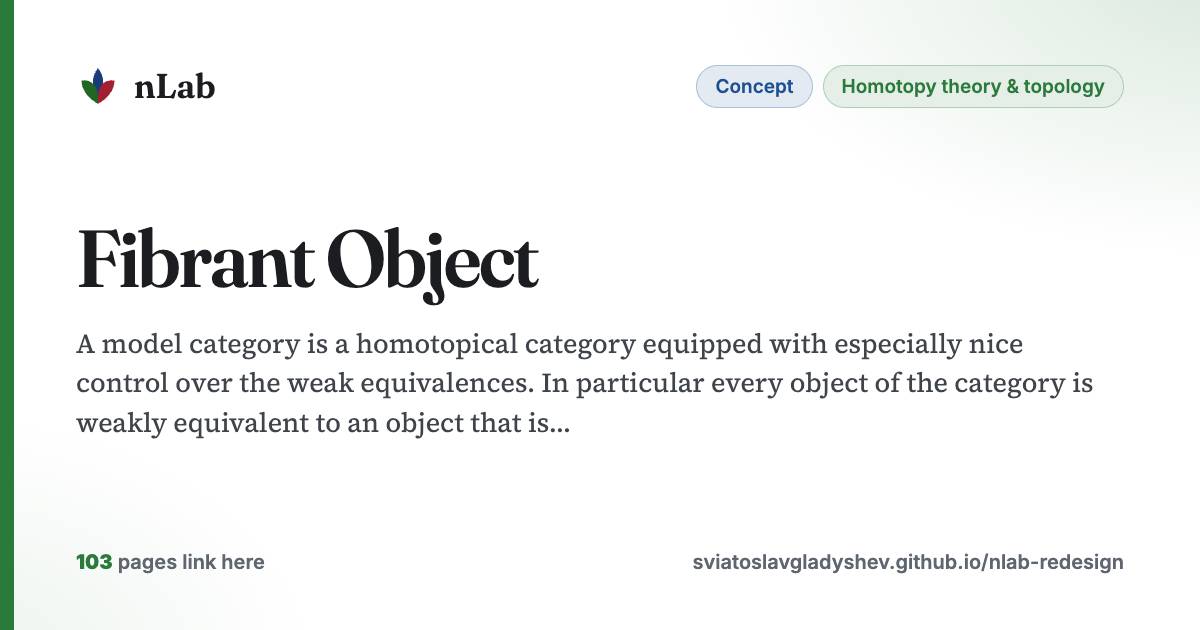 nLab
Concept
Homotopy theory & topology
Fibrant Object
A model category is a homotopical category equipped with especially nice
control over the weak equivalences. In particular every object of the category is
weakly equivalent to an object that is...
103 pages link here
sviatoslavgladyshev.github.io/nlab-redesign